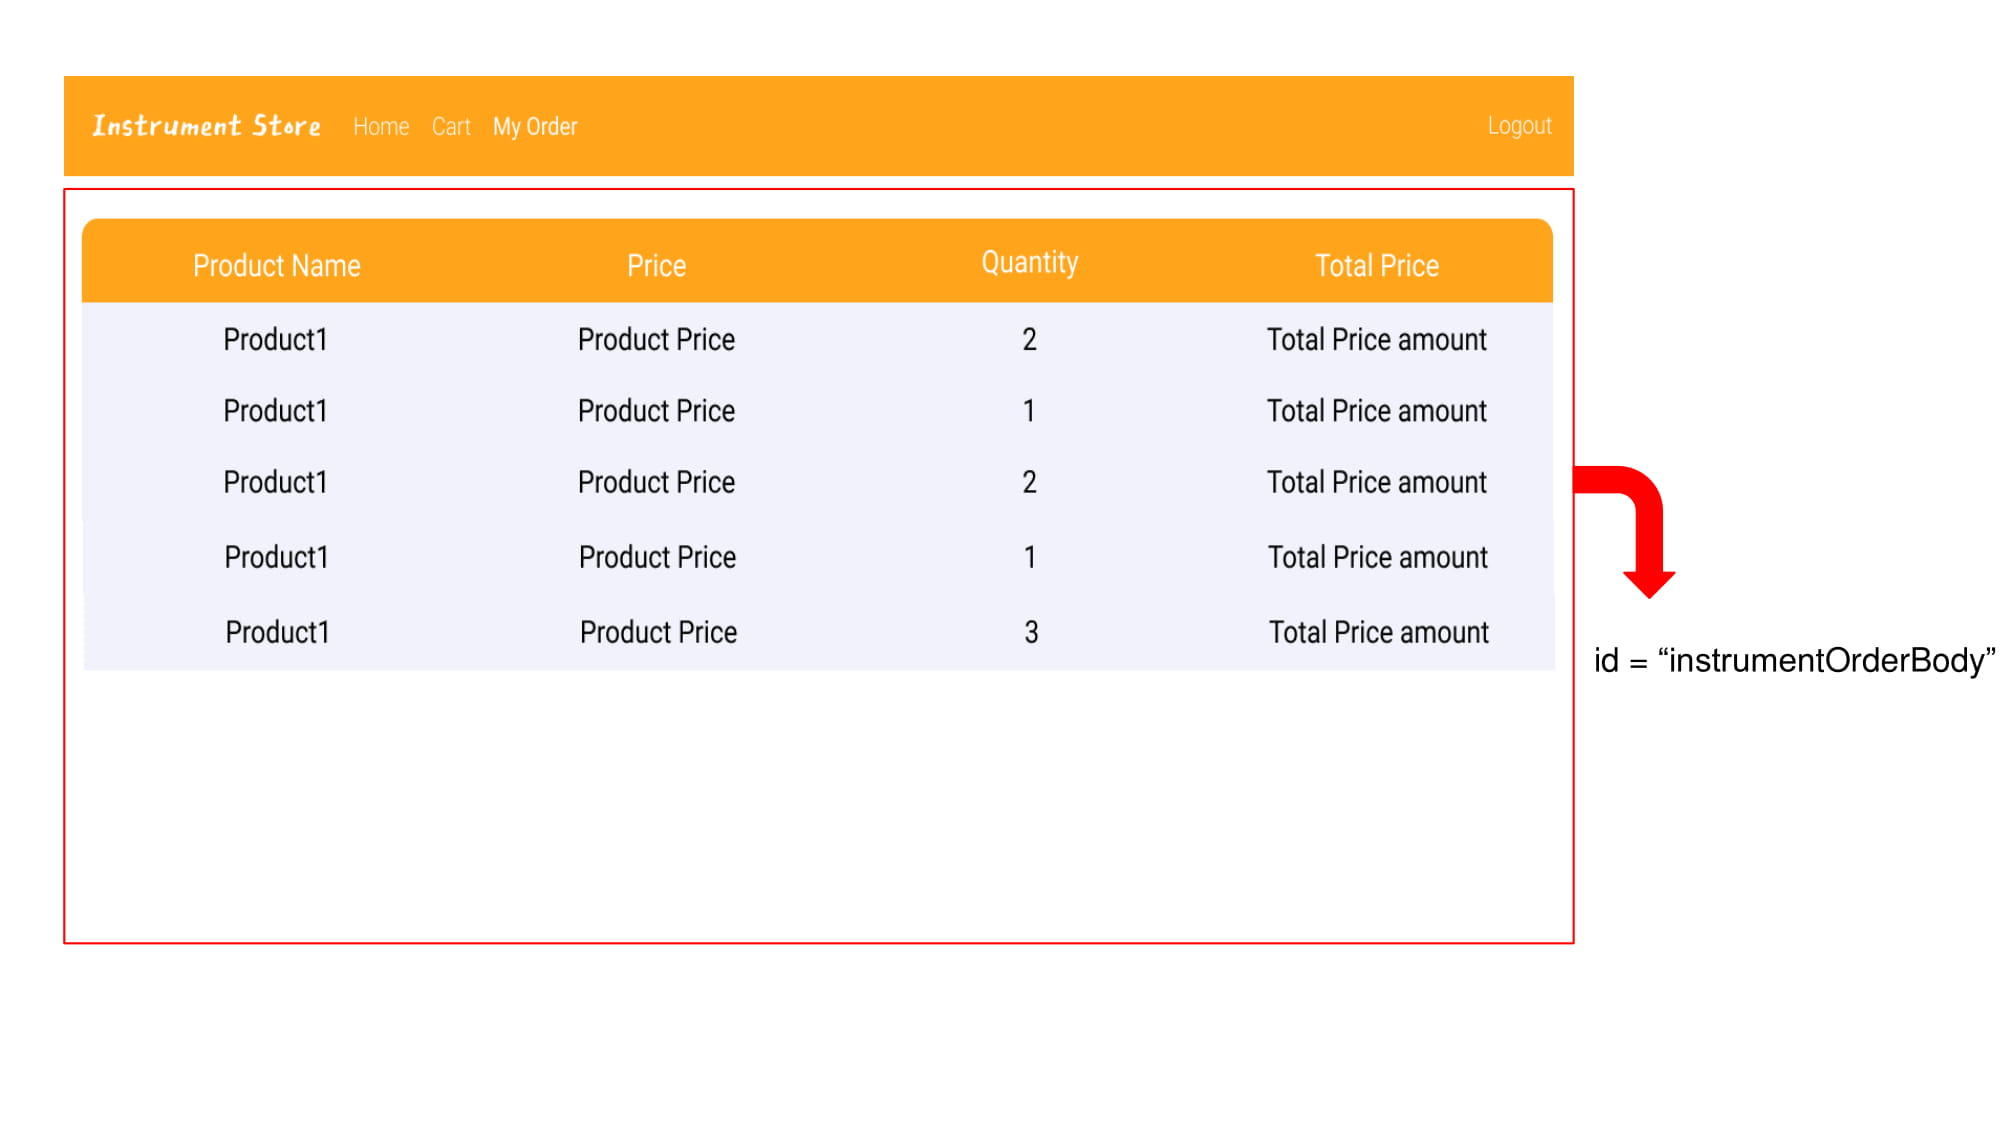 Instrument Store Home Cart My Order Logout
Product Name Price Quantity Total Price
Product1 Product Price 2 Total Price amount
Product1 Product Price 1 Total Price amount
Product1 Product Price 2 Total Price amount
Product1 Product Price 1 Total Price amount
Product1 Product Price 3 Total Price amount
id = “instrumentOrderBody”